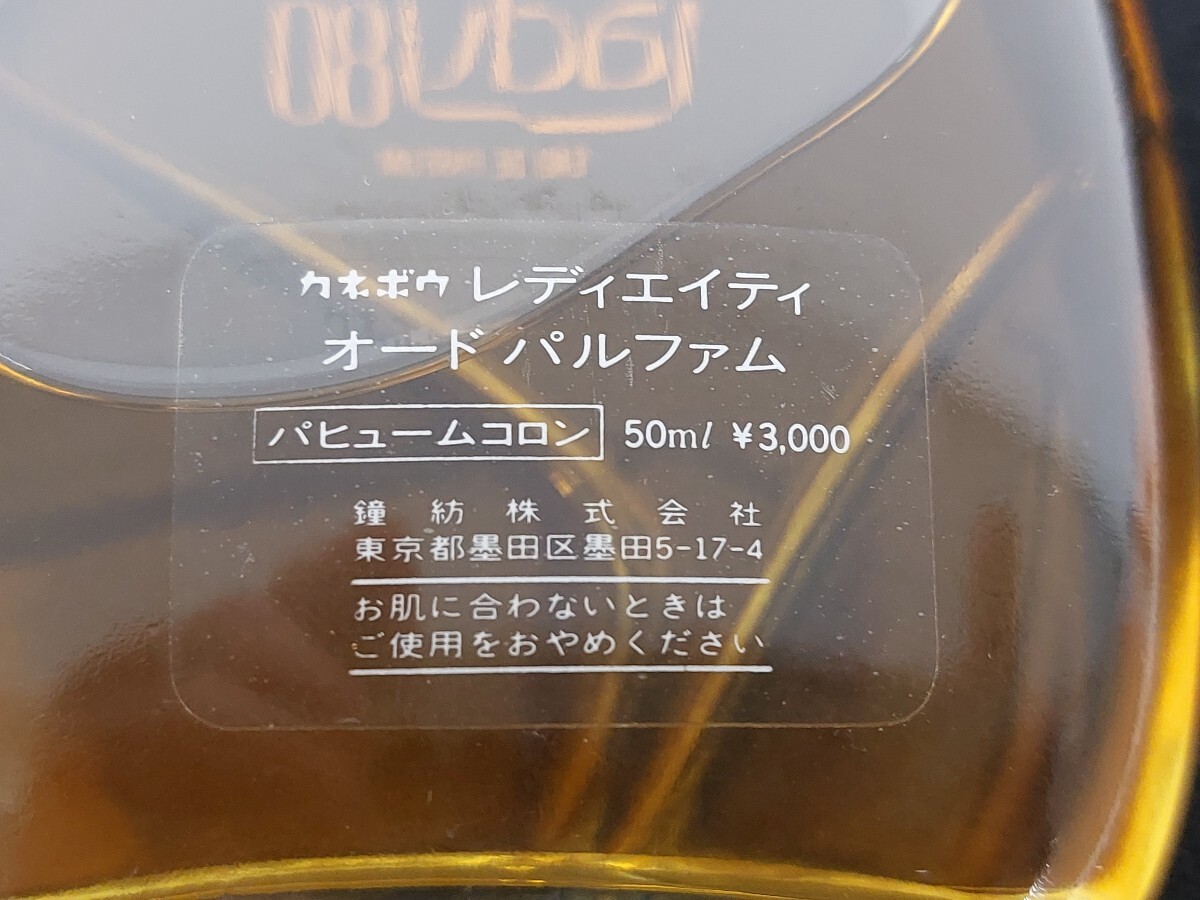 lady 80
カネボウ レディエイティ
オード パルファム
パヒュームコロン 50ml ¥3,000
鐘紡株式会社
東京都墨田区墨田5-17-4
お肌に合わないときは
ご使用をおやめください